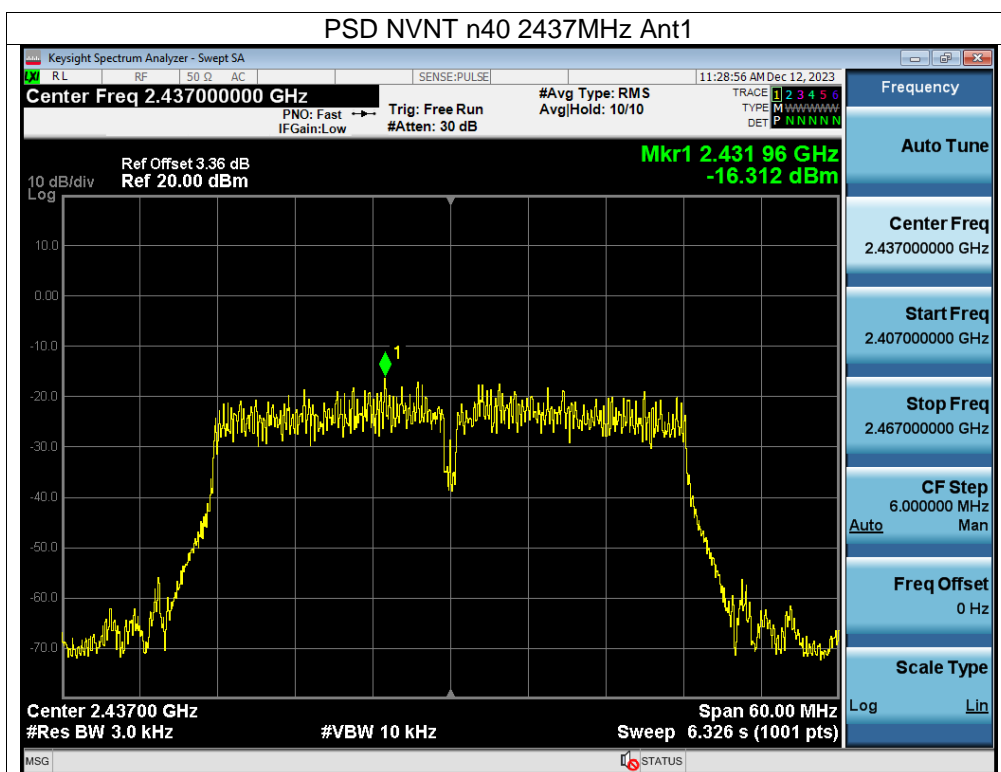 PSD NVNT n40 2437MHz Ant1
Keysight Spectrum Analyzer - Swept SA
LXI RL RF 50 Ω AC SENSE:PULSE 11:28:56 AM Dec 12, 2023
Center Freq 2.437000000 GHz
PNO: Fast
IFGain:Low
Trig: Free Run
#Atten: 30 dB
#Avg Type: RMS
Avg|Hold: 10/10
TRACE 1 2 3 4 5 6
TYPE M WWWWW
DET P N N N N N
Ref Offset 3.36 dB
Ref 20.00 dBm
10 dB/div
Log
Mkr1 2.431 96 GHz
-16.312 dBm
10.0
0.00
-10.0
1
-20.0
-30.0
-40.0
-50.0
-60.0
-70.0
Center 2.43700 GHz
Span 60.00 MHz
#Res BW 3.0 kHz
#VBW 10 kHz
Sweep 6.326 s (1001 pts)
MSG
STATUS
Frequency
Auto Tune
Center Freq
2.437000000 GHz
Start Freq
2.407000000 GHz
Stop Freq
2.467000000 GHz
CF Step
6.000000 MHz
Auto Man
Freq Offset
0 Hz
Scale Type
Log Lin